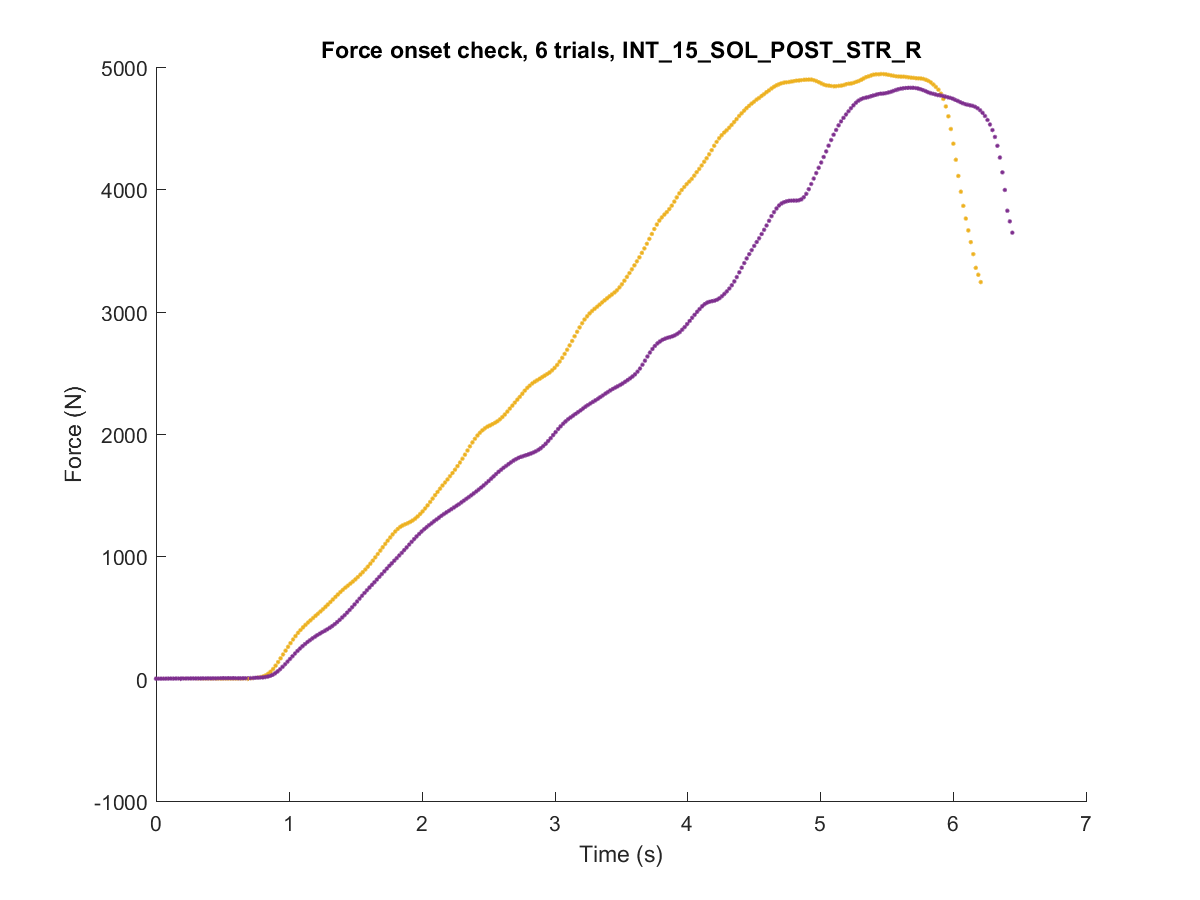 Force onset check, 6 trials, INT_15_SOL_POST_STR_R
5000
4000
3000
2000
1000
0
-1000
Force (N)
0 1 2 3 4 5 6 7
Time (s)